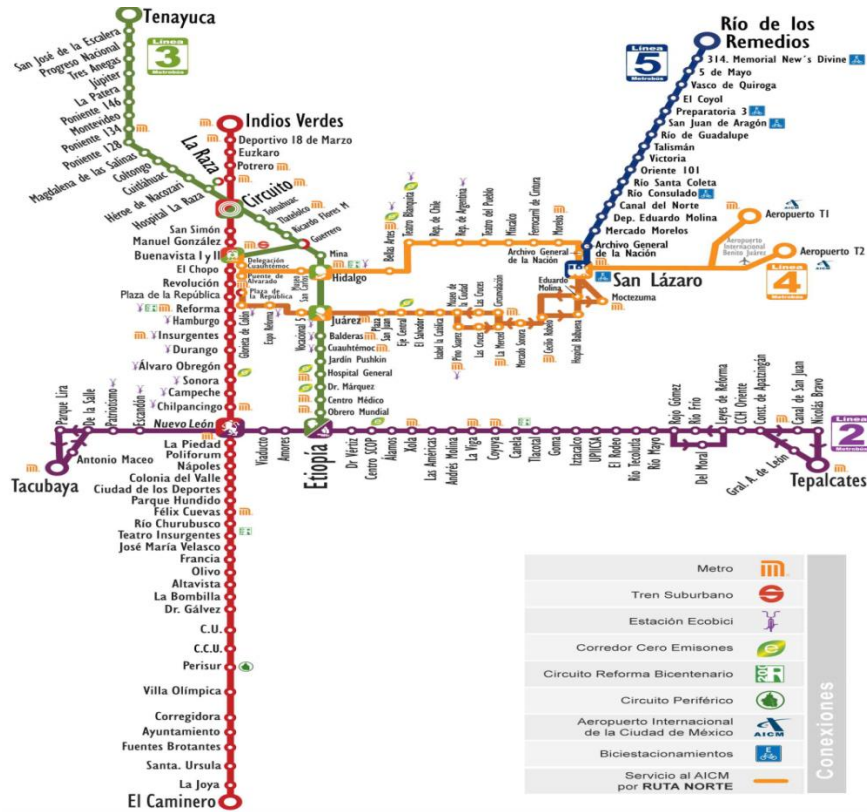 Tenayuca
San José de la Escalera
Progreso Nacional
Tres Anegas
Júpiter
La Patera
Poniente 146
Montevideo
Poniente 134
Poniente 128
Magdalena de las Salinas
Coltongo
Cuitláhuac
Héroe de Nacozari
Hospital La Raza
La Raza
Circuito
Tolnahuac
Tlatelolco
Ricardo Flores M
Guerrero
Mina
Hidalgo
Juárez
Balderas
Cuauhtémoc
Jardín Pushkin
Hospital General
Dr. Márquez
Centro Médico
Obrero Mundial
Etiopía
Línea
3
Metrobús
Indios Verdes
Deportivo 18 de Marzo
Euzkaro
Potrero
San Simón
Manuel González
Buenavista I y II
El Chopo
Revolución
Plaza de la República
Reforma
Hamburgo
Insurgentes
Durango
Álvaro Obregón
Sonora
Campeche
Chilpancingo
Nuevo León
La Piedad
Poliforum
Nápoles
Colonia del Valle
Ciudad de los Deportes
Parque Hundido
Félix Cuevas
Río Churubusco
Teatro Insurgentes
José María Velasco
Francia
Olivo
Altavista
La Bombilla
Dr. Gálvez
C.U.
C.C.U.
Perisur
Villa Olímpica
Corregidora
Ayuntamiento
Fuentes Brotantes
Santa. Ursula
La Joya
El Caminero
Río de los
Remedios
Línea
5
Metrobús
314. Memorial New´s Divine
5 de Mayo
Vasco de Quiroga
El Coyol
Preparatoria 3
San Juan de Aragón
Río de Guadalupe
Talismán
Victoria
Oriente 101
Río Santa Coleta
Río Consulado
Canal del Norte
Dep. Eduardo Molina
Mercado Morelos
Archivo General
de la Nación
San Lázaro
Delegación
Cuauhtémoc
Puente de
Alvarado
Plaza de
la República
Museo
San Carlos
Bellas Artes
Teatro Blanquita
Rep. de Chile
Rep. de Argentina
Teatro del Pueblo
Mixcalco
Ferrocarril de Cintura
Morelos
Archivo General
de la Nación
Glorieta de Colón
Expo Reforma
Vocacional 5
Plaza
San Juan
Eje Central
El Salvador
Isabel la Católica
Museo de
la Ciudad
Pino Suárez
Las Cruces
Las Cruces
La Merced
Circunvalación
Mercado Sonora
Cecilio Robelo
Eduardo
Molina
Hospital Balbuena
Moctezuma
Aeropuerto
Internacional
Benito Juárez
Aeropuerto T1
AICM
Aeropuerto T2
AICM
Línea
4
Metrobús
Tacubaya
Parque Lira
De la Salle
Antonio Maceo
Patriotismo
Escandón
Viaducto
Amores
Dr Vértiz
Centro SCOP
Álamos
Xola
Las Américas
Andrés Molina
La Viga
Coyuya
Canela
Tlacotal
Goma
Iztacalco
UPIICSA
El Rodeo
Río Tecolutla
Río Mayo
Rojo Gómez
Río Frío
Del Moral
Leyes de Reforma
CCH Oriente
Const. de Apatzingán
Canal de San Juan
Nicolás Bravo
Gral. A. de León
Tepalcates
Línea
2
Metrobús
Metro
Tren Suburbano
Estación Ecobici
Corredor Cero Emisones
Circuito Reforma Bicentenario
Circuito Periférico
Aeropuerto Internacional
de la Ciudad de México
AICM
Biciestacionamientos
Servicio al AICM
por RUTA NORTE
Conexiones